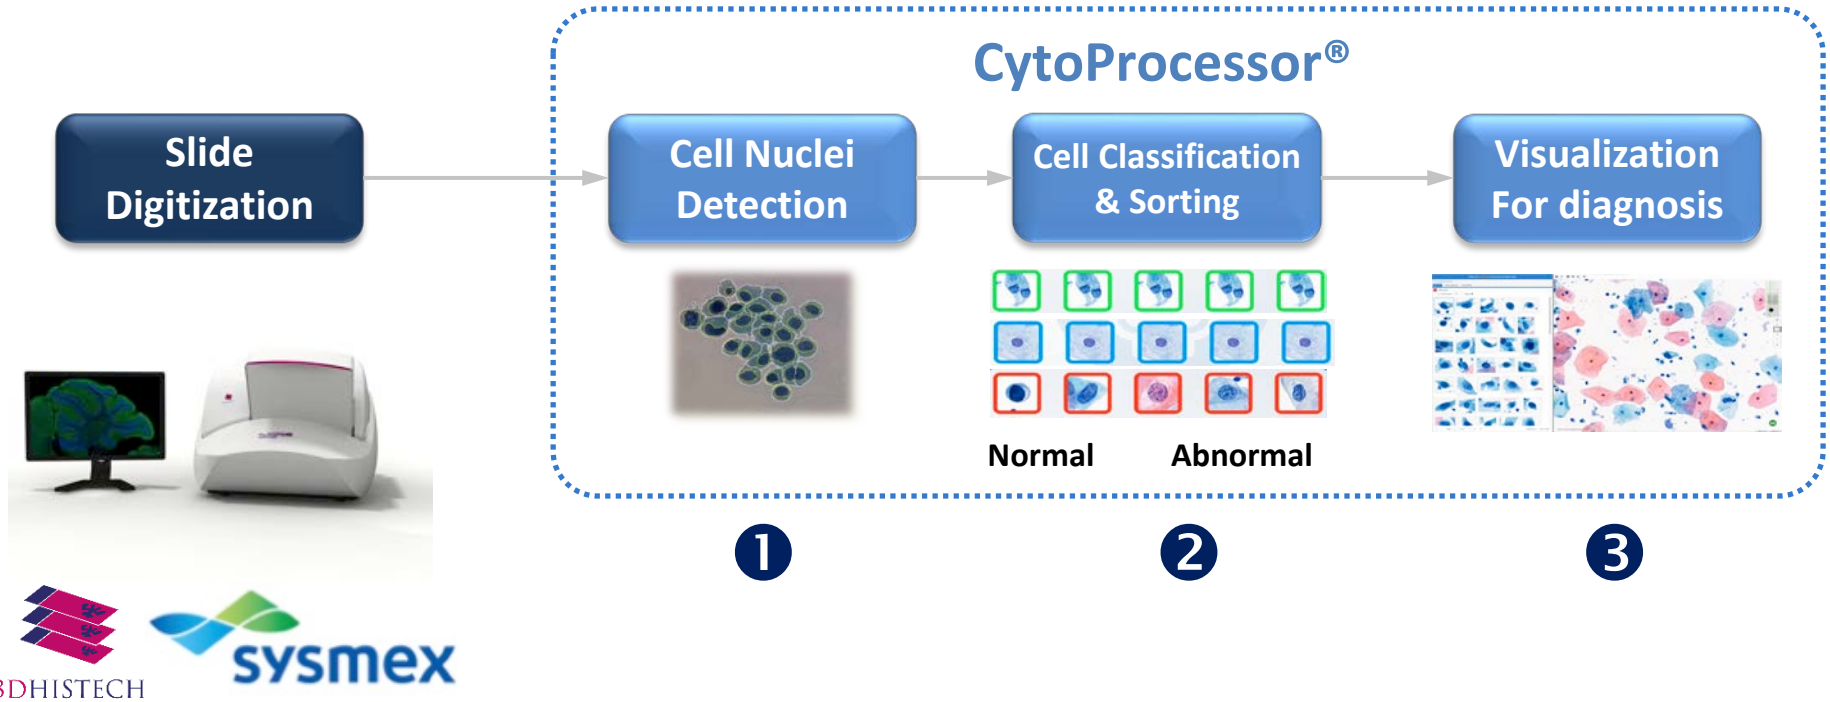 CytoProcessor®
Slide
Digitization
Cell Nuclei
Detection
Cell Classification
& Sorting
Visualization
For diagnosis
Normal Abnormal
1 2 3
3DHISTECH
sysmex